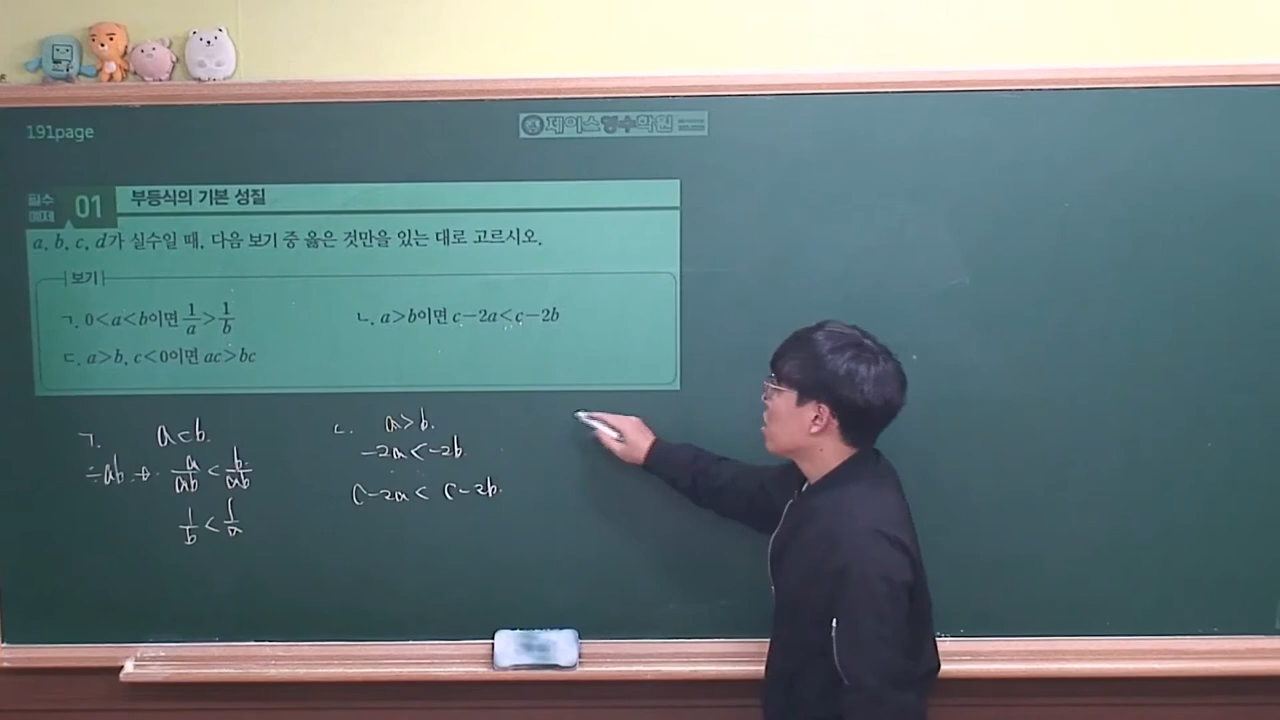 191page
제이스영수학원
필수 예제 01 부등식의 기본 성질
a, b, c, d가 실수일 때, 다음 보기 중 옳은 것만을 있는 대로 고르시오.
보기
ㄱ. 0<a<b이면 1/a>1/b
ㄴ. a>b이면 c-2a<c-2b
ㄷ. a>b, c<0이면 ac>bc
ㄱ. a<b.
÷ab → a/ab < b/ab
1/b < 1/a
ㄴ. a>b.
-2a<-2b.
c-2a < c-2b.